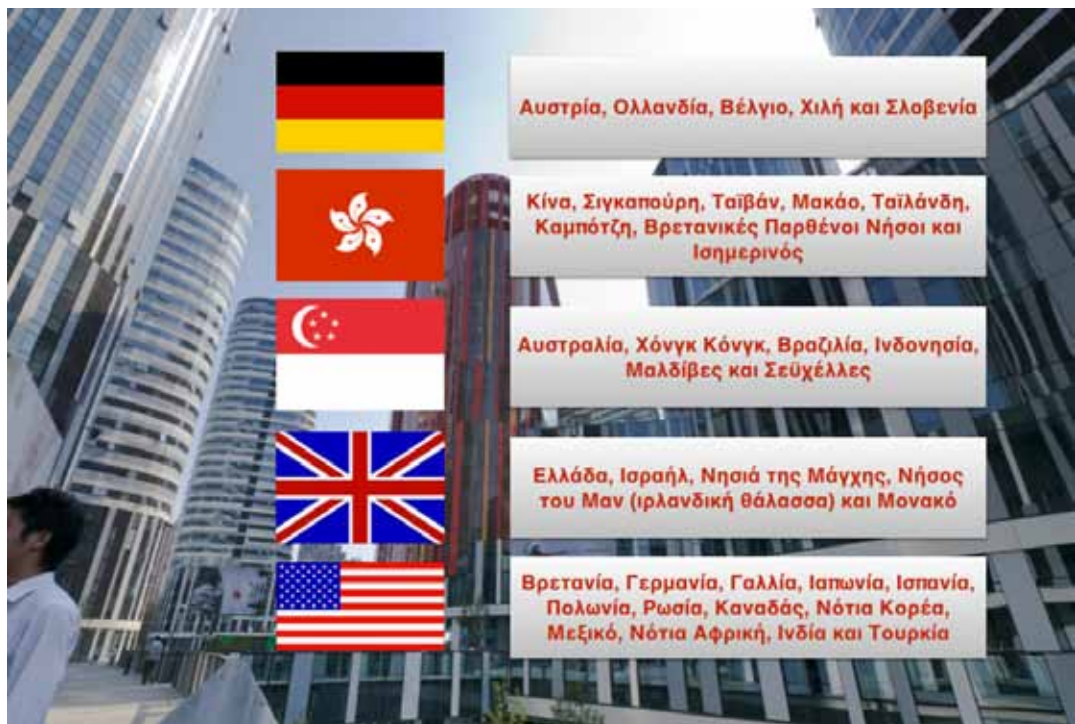 Αυστρία, Ολλανδία, Βέλγιο, Χιλή και Σλοβενία
Κίνα, Σιγκαπούρη, Ταϊβάν, Μακάο, Ταϊλάνδη,
Καμπότζη, Βρετανικές Παρθένοι Νήσοι και
Ισημερινός
Αυστραλία, Χόνγκ Κόνγκ, Βραζιλία, Ινδονησία,
Μαλδίβες και Σεϋχέλλες
Ελλάδα, Ισραήλ, Νησιά της Μάγχης, Νήσος
του Μαν (ιρλανδική θάλασσα) και Μονακό
Βρετανία, Γερμανία, Γαλλία, Ιαπωνία, Ισπανία,
Πολωνία, Ρωσία, Καναδάς, Νότια Κορέα,
Μεξικό, Νότια Αφρική, Ινδία και Τουρκία